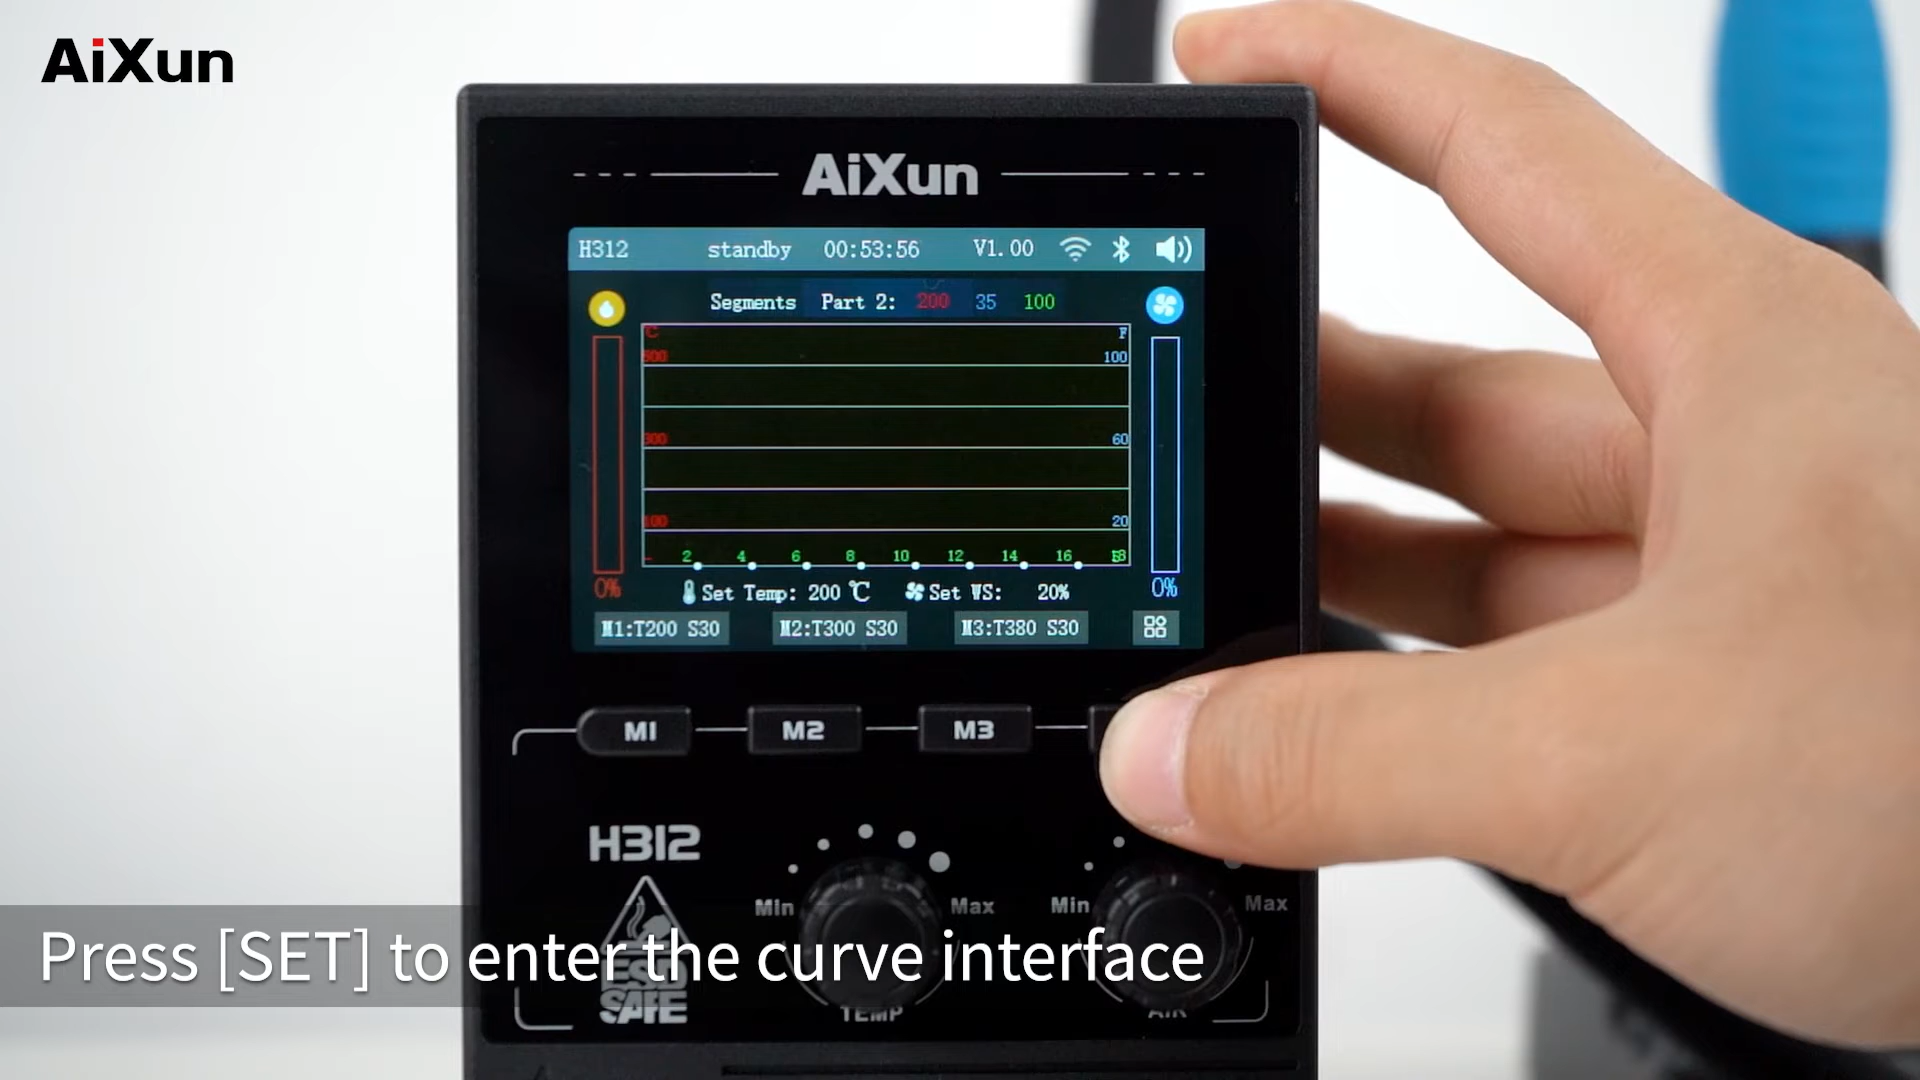 AiXun
AiXun
H312 standby 00:53:56 V1.00
Segments Part 2: 200 35 100
℃ F
500 100
300 60
100 20
2 4 6 8 10 12 14 16
0% 0%
Set Temp: 200 ℃ Set WS: 20%
M1:T200 S30 M2:T300 S30 M3:T380 S30
M1 M2 M3
H312
Min Max Min Max
Press [SET] to enter the curve interface
ESD
SAFE
TEMP AIR